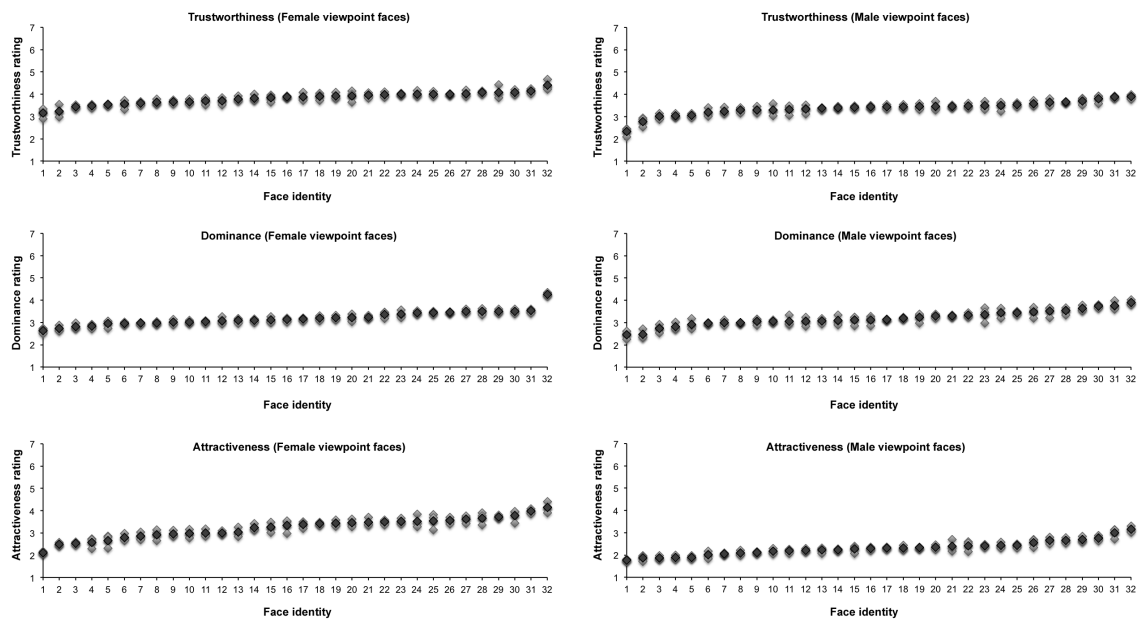 Trustworthiness (Female viewpoint faces)
Trustworthiness rating
7
6
5
4
3
2
1
1 2 3 4 5 6 7 8 9 10 11 12 13 14 15 16 17 18 19 20 21 22 23 24 25 26 27 28 29 30 31 32
Face identity
Trustworthiness (Male viewpoint faces)
Trustworthiness rating
7
6
5
4
3
2
1
1 2 3 4 5 6 7 8 9 10 11 12 13 14 15 16 17 18 19 20 21 22 23 24 25 26 27 28 29 30 31 32
Face identity
Dominance (Female viewpoint faces)
Dominance rating
7
6
5
4
3
2
1
1 2 3 4 5 6 7 8 9 10 11 12 13 14 15 16 17 18 19 20 21 22 23 24 25 26 27 28 29 30 31 32
Face identity
Dominance (Male viewpoint faces)
Dominance rating
7
6
5
4
3
2
1
1 2 3 4 5 6 7 8 9 10 11 12 13 14 15 16 17 18 19 20 21 22 23 24 25 26 27 28 29 30 31 32
Face identity
Attractiveness (Female viewpoint faces)
Attractiveness rating
7
6
5
4
3
2
1
1 2 3 4 5 6 7 8 9 10 11 12 13 14 15 16 17 18 19 20 21 22 23 24 25 26 27 28 29 30 31 32
Face identity
Attractiveness (Male viewpoint faces)
Attractiveness rating
7
6
5
4
3
2
1
1 2 3 4 5 6 7 8 9 10 11 12 13 14 15 16 17 18 19 20 21 22 23 24 25 26 27 28 29 30 31 32
Face identity